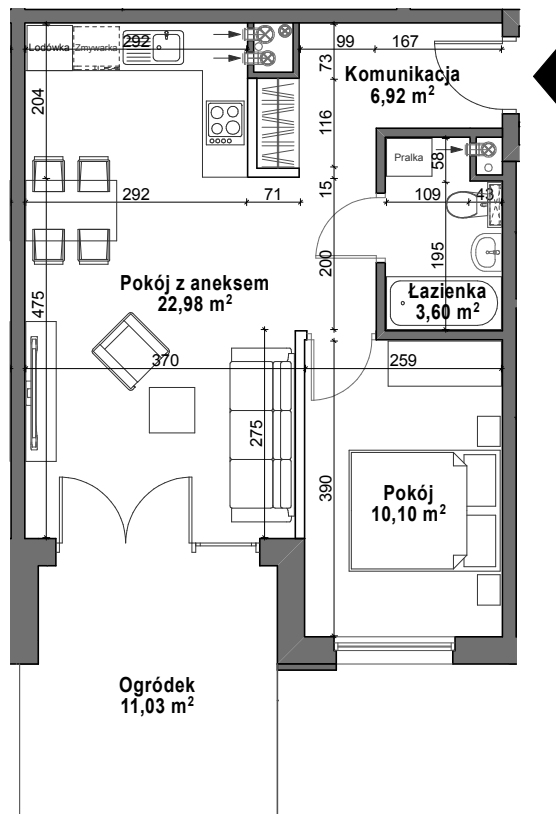 Lodówka
Zmywarka
292
99
167
73
Komunikacja
6,92 m²
204
116
58
Pralka
292
71
15
109
43
200
195
Pokój z aneksem
22,98 m²
Łazienka
3,60 m²
475
370
259
275
390
Pokój
10,10 m²
Ogródek
11,03 m²